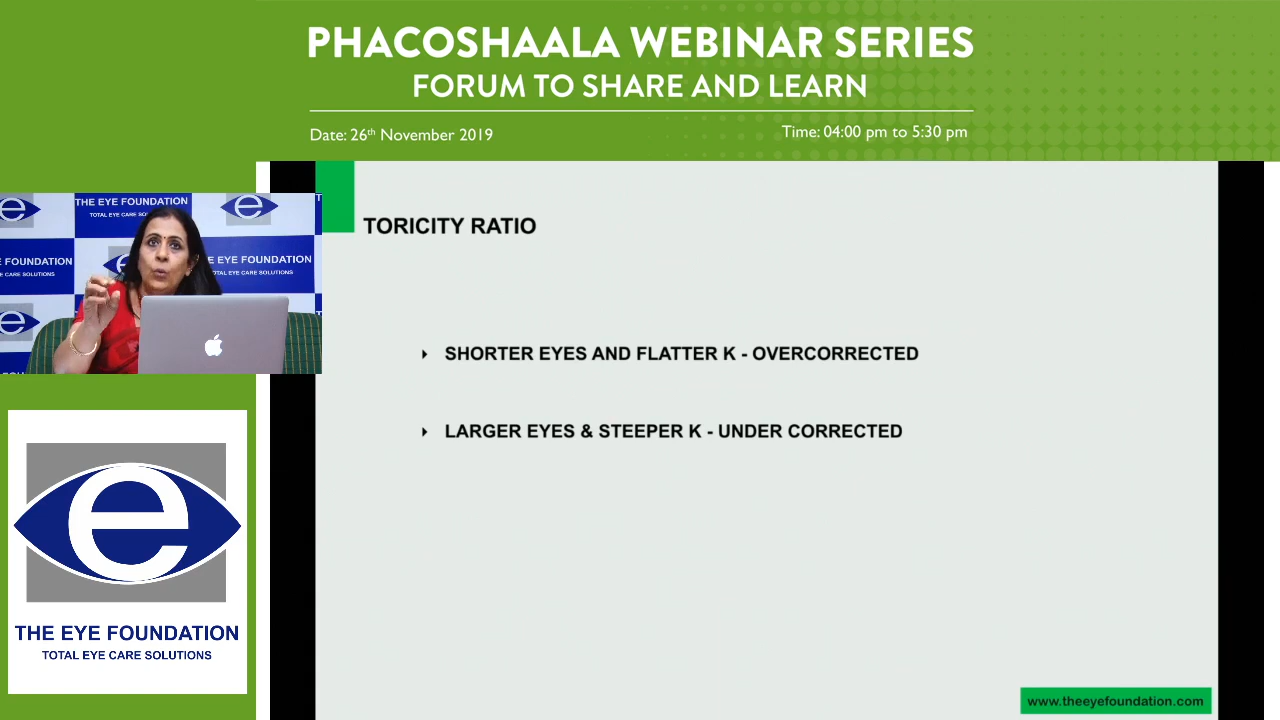 PHACOSHAALA WEBINAR SERIES
FORUM TO SHARE AND LEARN
Date: 26th November 2019
Time: 04:00 pm to 5:30 pm
THE EYE FOUNDATION
TOTAL EYE CARE
FOUNDATION
CARE SOLUTIONS
E EYE FOUNDATION
TOTAL EYE CARE SOLUTIONS
TORICITY RATIO
SHORTER EYES AND FLATTER K - OVERCORRECTED
LARGER EYES & STEEPER K - UNDER CORRECTED
THE EYE FOUNDATION
TOTAL EYE CARE SOLUTIONS
www.theeyefoundation.com